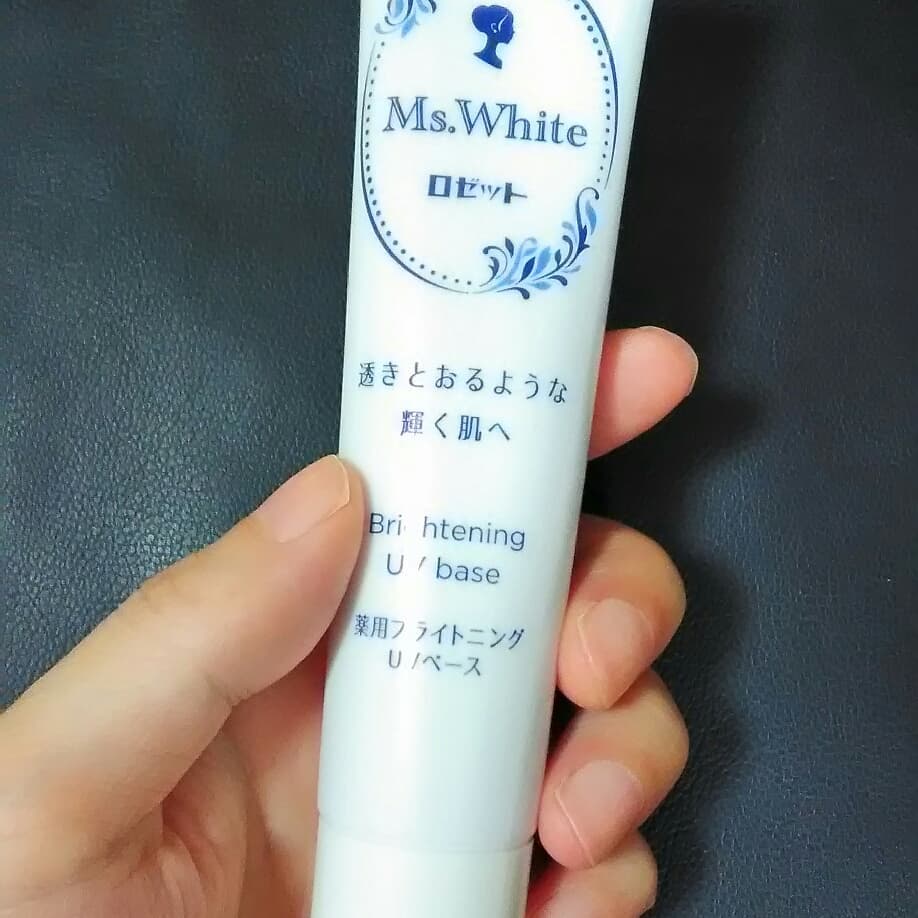 Ms.White
ロゼット
透きとおるような
輝く肌へ
Brightening
UV base
薬用ブライトニング
UVベース